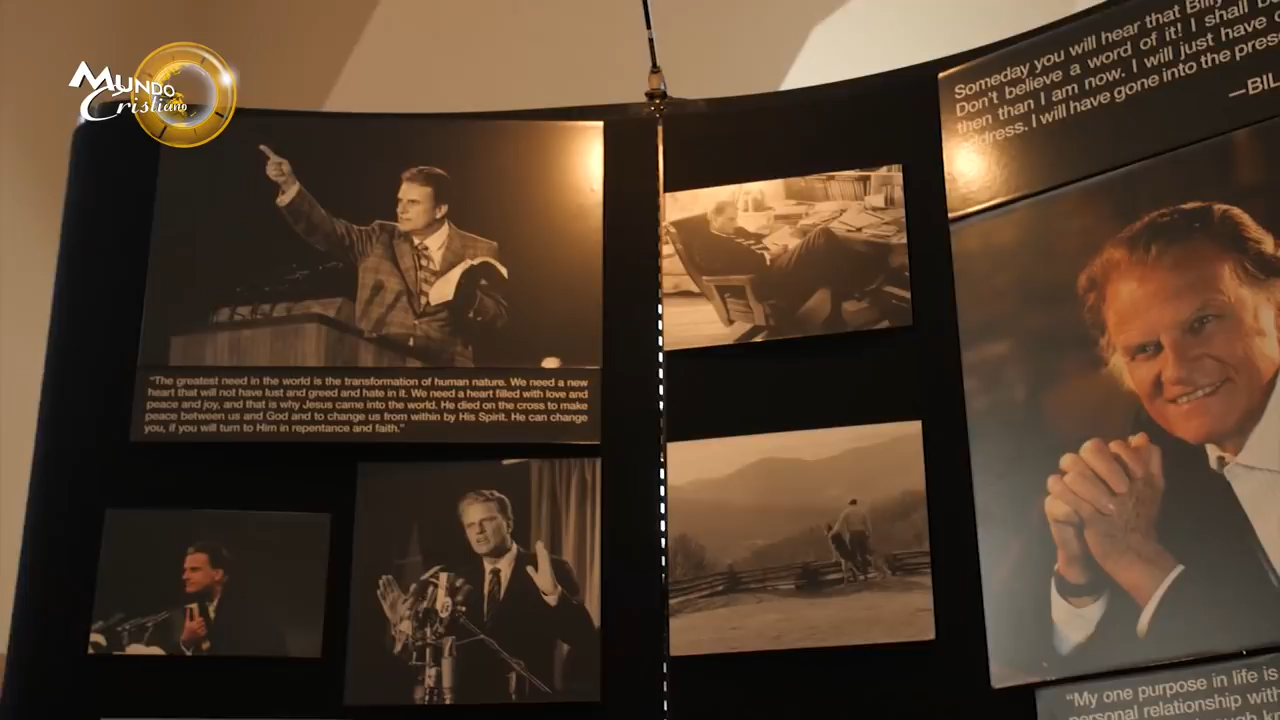 Mundo
Cristiano
"The greatest need in the world is the transformation of human nature. We need a new
heart that will not have lust and greed and hate in it. We need a heart filled with love and
peace and joy, and that is why Jesus came into the world. He died on the cross to make
peace between us and God and to change us from within by His Spirit. He can change
you, if you will turn to Him in repentance and faith."
Someday you will hear that Billy
Don't believe a word of it! I shall be
then than I am now. I will just have
address. I will have gone into the
—BIL
"My one purpose in life is
personal relationship with